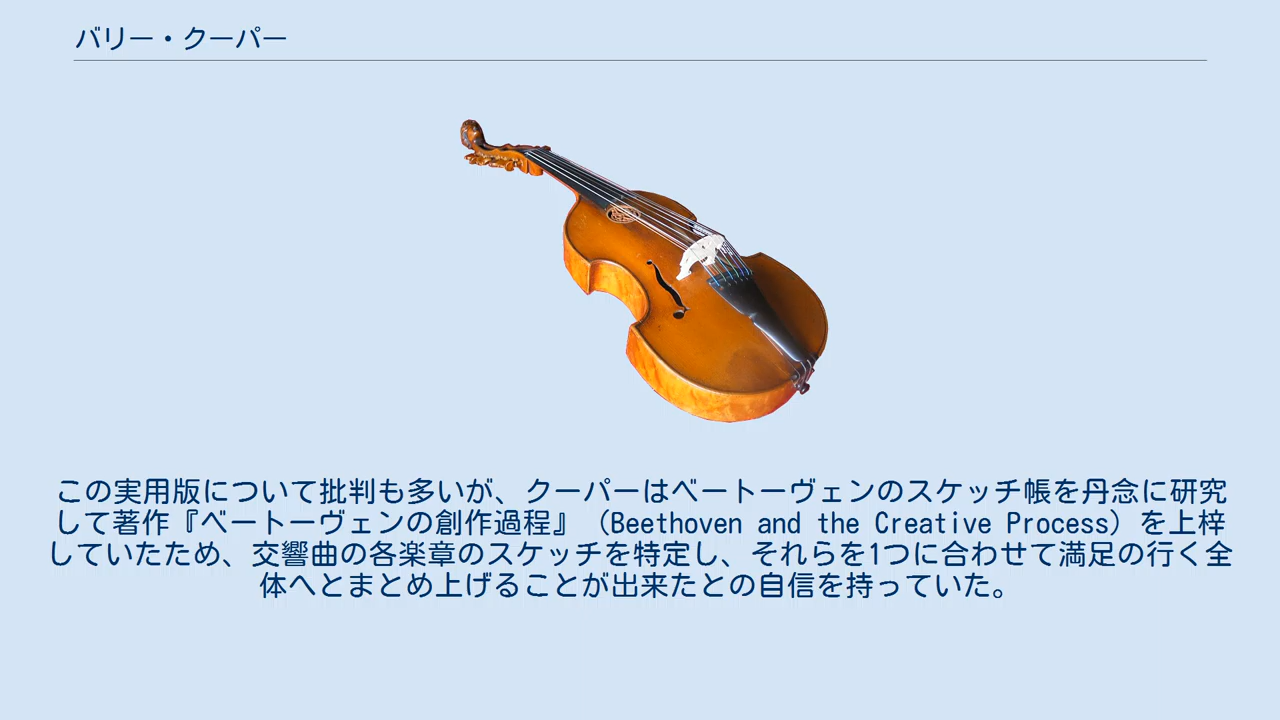 バリー・クーパー
この実用版について批判も多いが、クーパーはベートーヴェンのスケッチ帳を丹念に研究
して著作『ベートーヴェンの創作過程』（Beethoven and the Creative Process）を上梓
していたため、交響曲の各楽章のスケッチを特定し、それらを1つに合わせて満足の行く全
体へとまとめ上げることが出来たとの自信を持っていた。